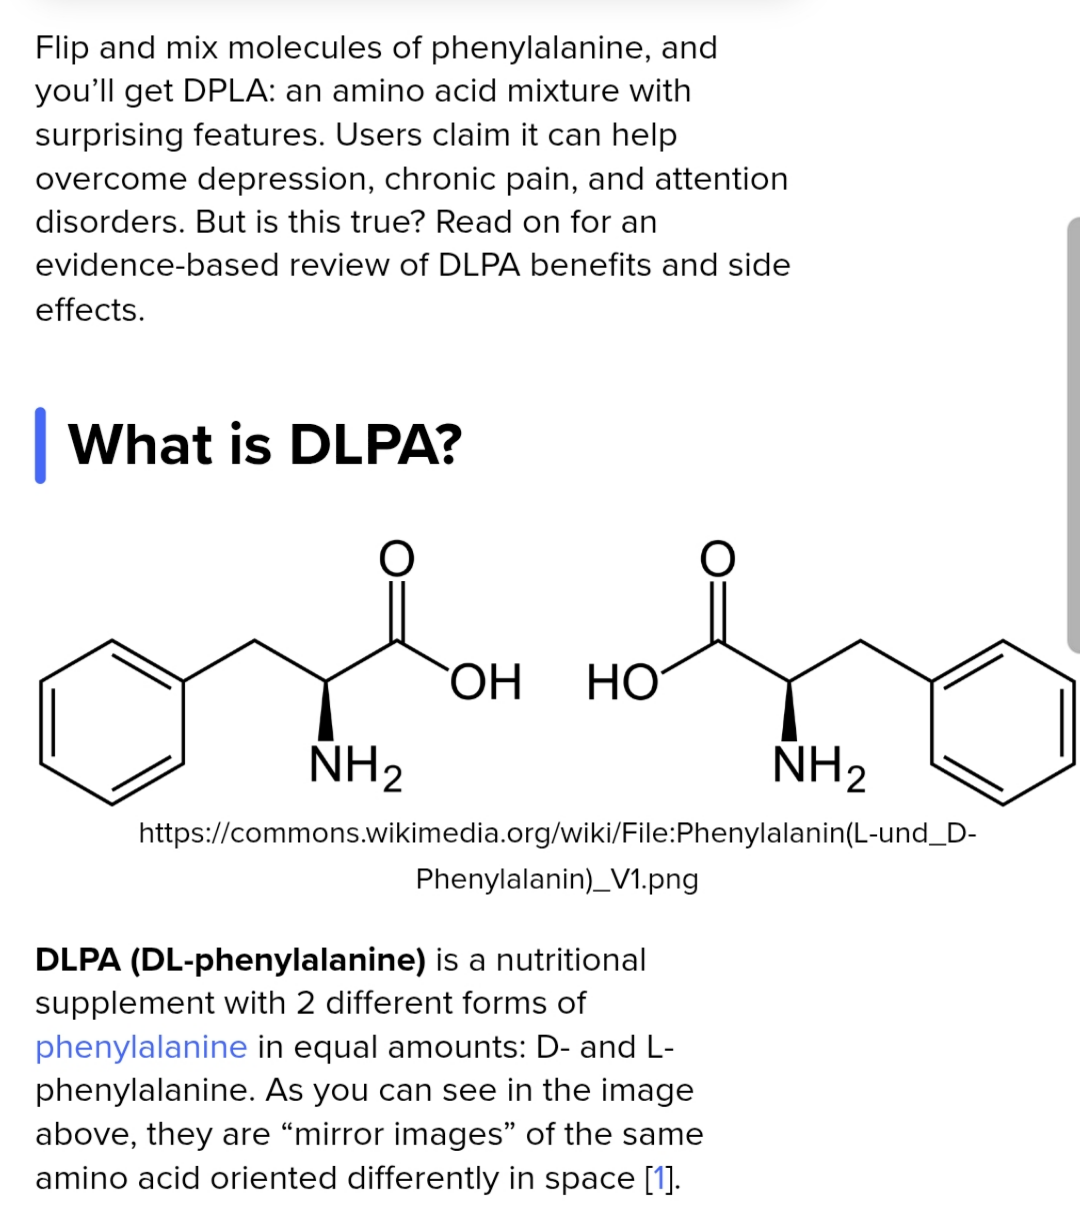 Flip and mix molecules of phenylalanine, and
you’ll get DPLA: an amino acid mixture with
surprising features. Users claim it can help
overcome depression, chronic pain, and attention
disorders. But is this true? Read on for an
evidence-based review of DLPA benefits and side
effects.
What is DLPA?
O
OH
NH₂
O
HO
NH₂
https://commons.wikimedia.org/wiki/File:Phenylalanin(L-und_D-
Phenylalanin)_V1.png
DLPA (DL-phenylalanine) is a nutritional
supplement with 2 different forms of
phenylalanine in equal amounts: D- and L-
phenylalanine. As you can see in the image
above, they are “mirror images” of the same
amino acid oriented differently in space [1].